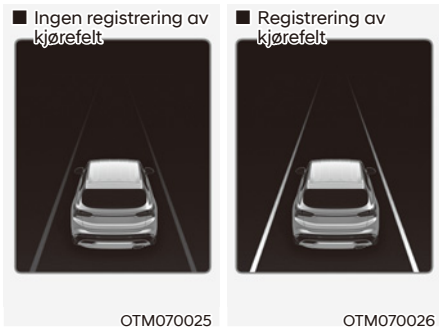 ■ Ingen registrering av
kjørefelt
OTM070025
■ Registrering av
kjørefelt
OTM070026